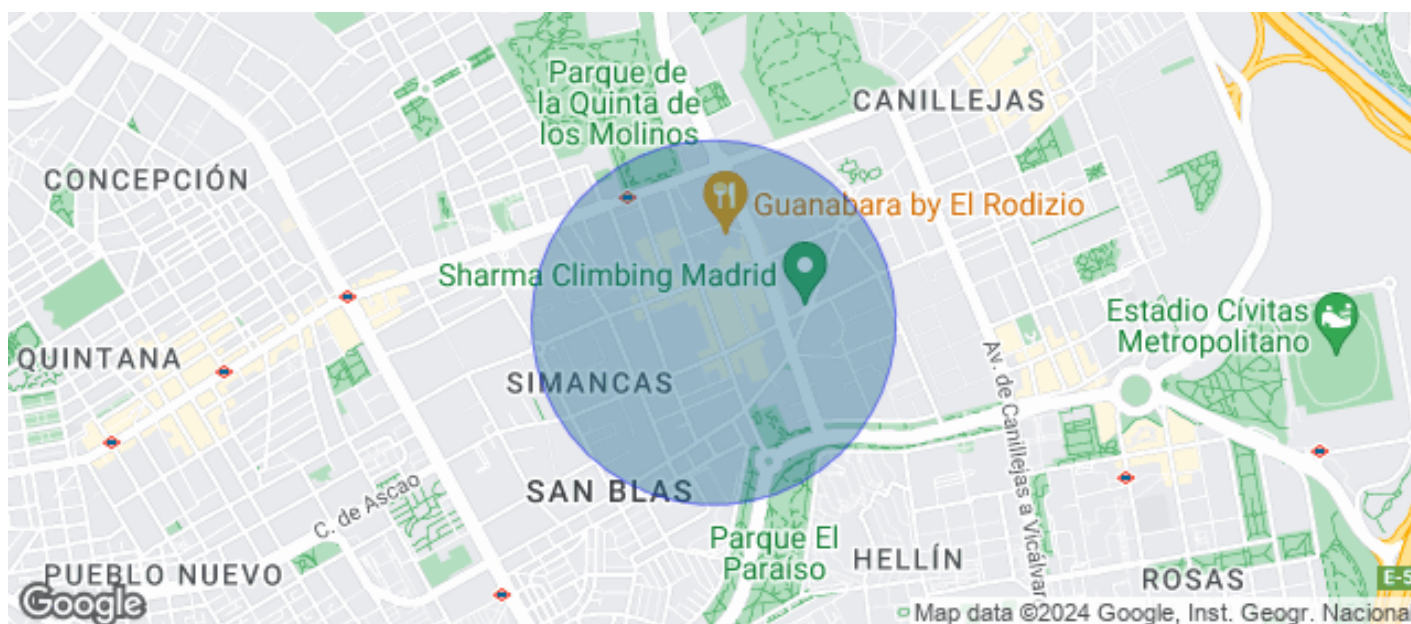 Parque de
la Quinta de
los Molinos
CANILLEJAS
CONCEPCIÓN
Guanabara by El Rodizio
Sharma Climbing Madrid
Estádio Cívitas
Metropolitano
QUINTANA
SIMANCAS
Av. de Canillejas a Vicálvaro
SAN BLAS
C. de Ascao
Parque El
Paraíso
HELLÍN
PUEBLO NUEVO
ROSAS
E-5
Google
Map data ©2024 Google, Inst. Geogr. Nacional